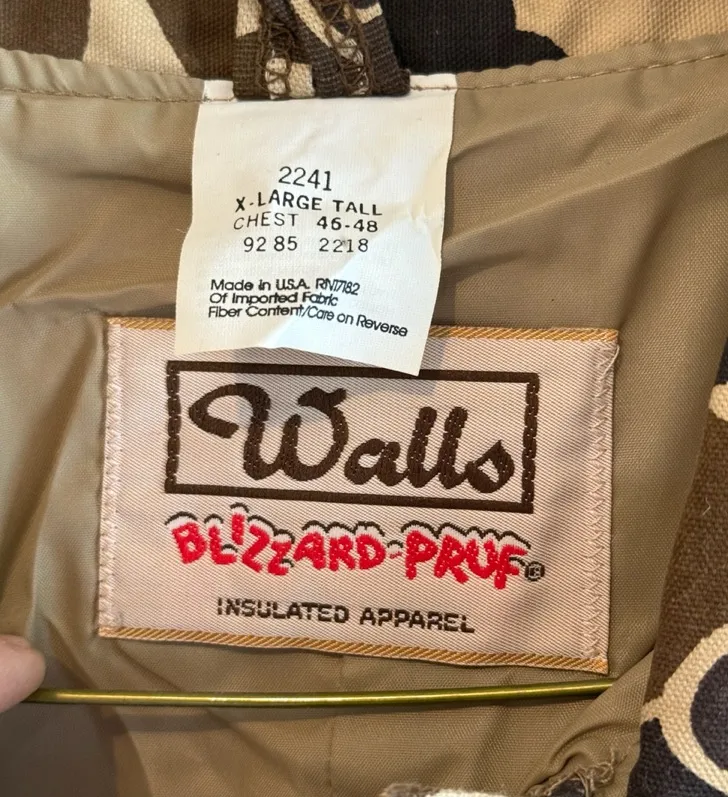 2241
X-LARGE TALL
CHEST 46-48
92 85 2218
Made in U.S.A. RN17182
Of Imported Fabric
Fiber Content/Care on Reverse
Walls
BLIZZARD-PRUF®
INSULATED APPAREL